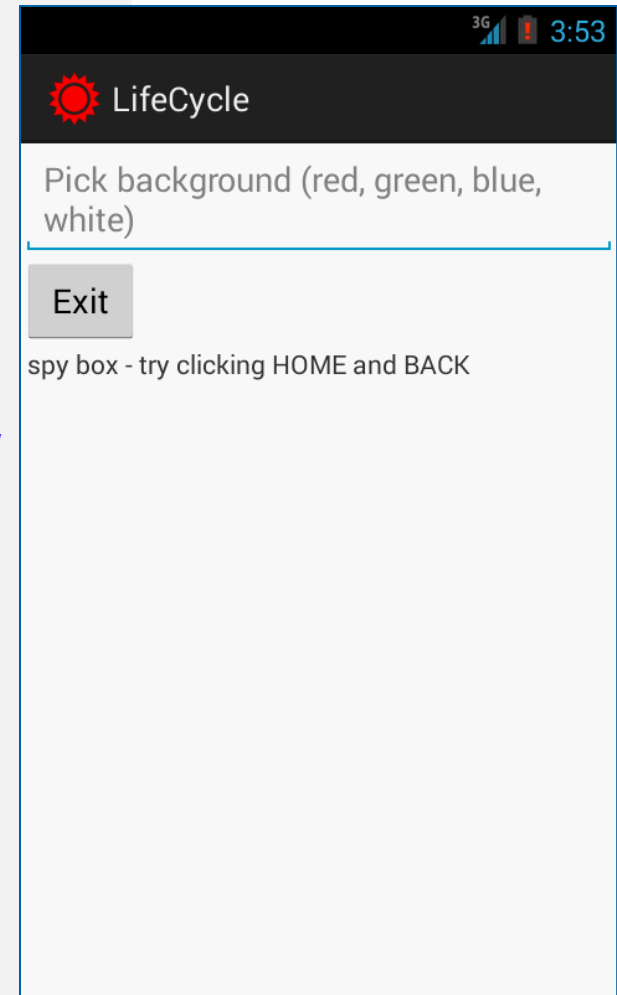 3G 3:53
LifeCycle
Pick background (red, green, blue,
white)
Exit
spy box - try clicking HOME and BACK